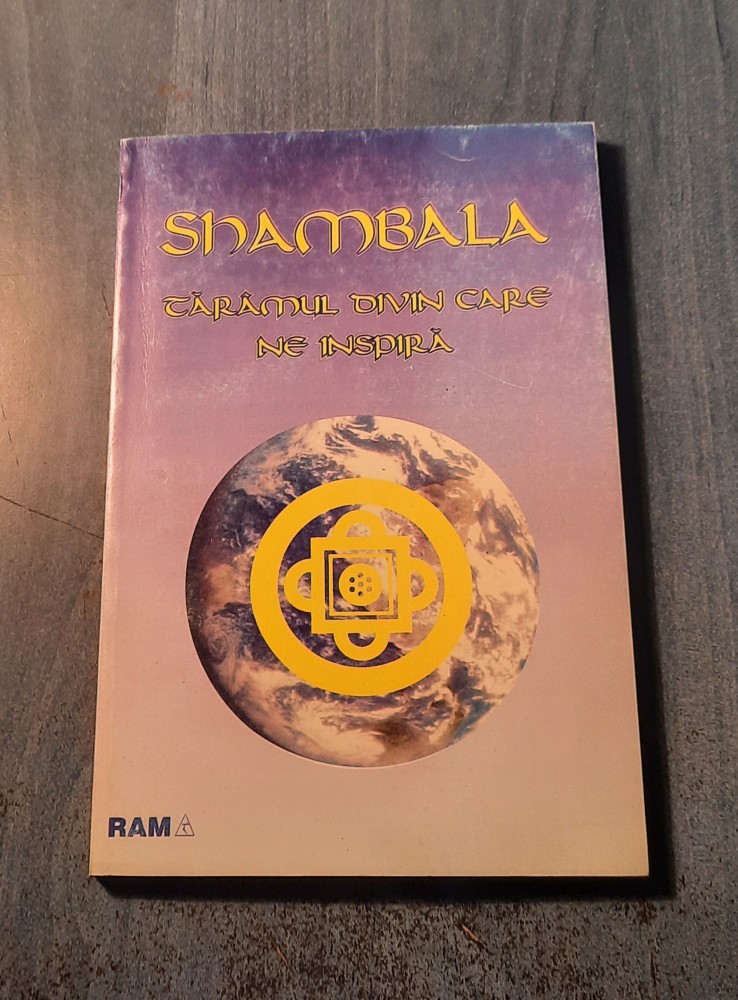 SHAMBALA
TĂRÂMUL DIVIN CARE
NE INSPIRĂ
RAM